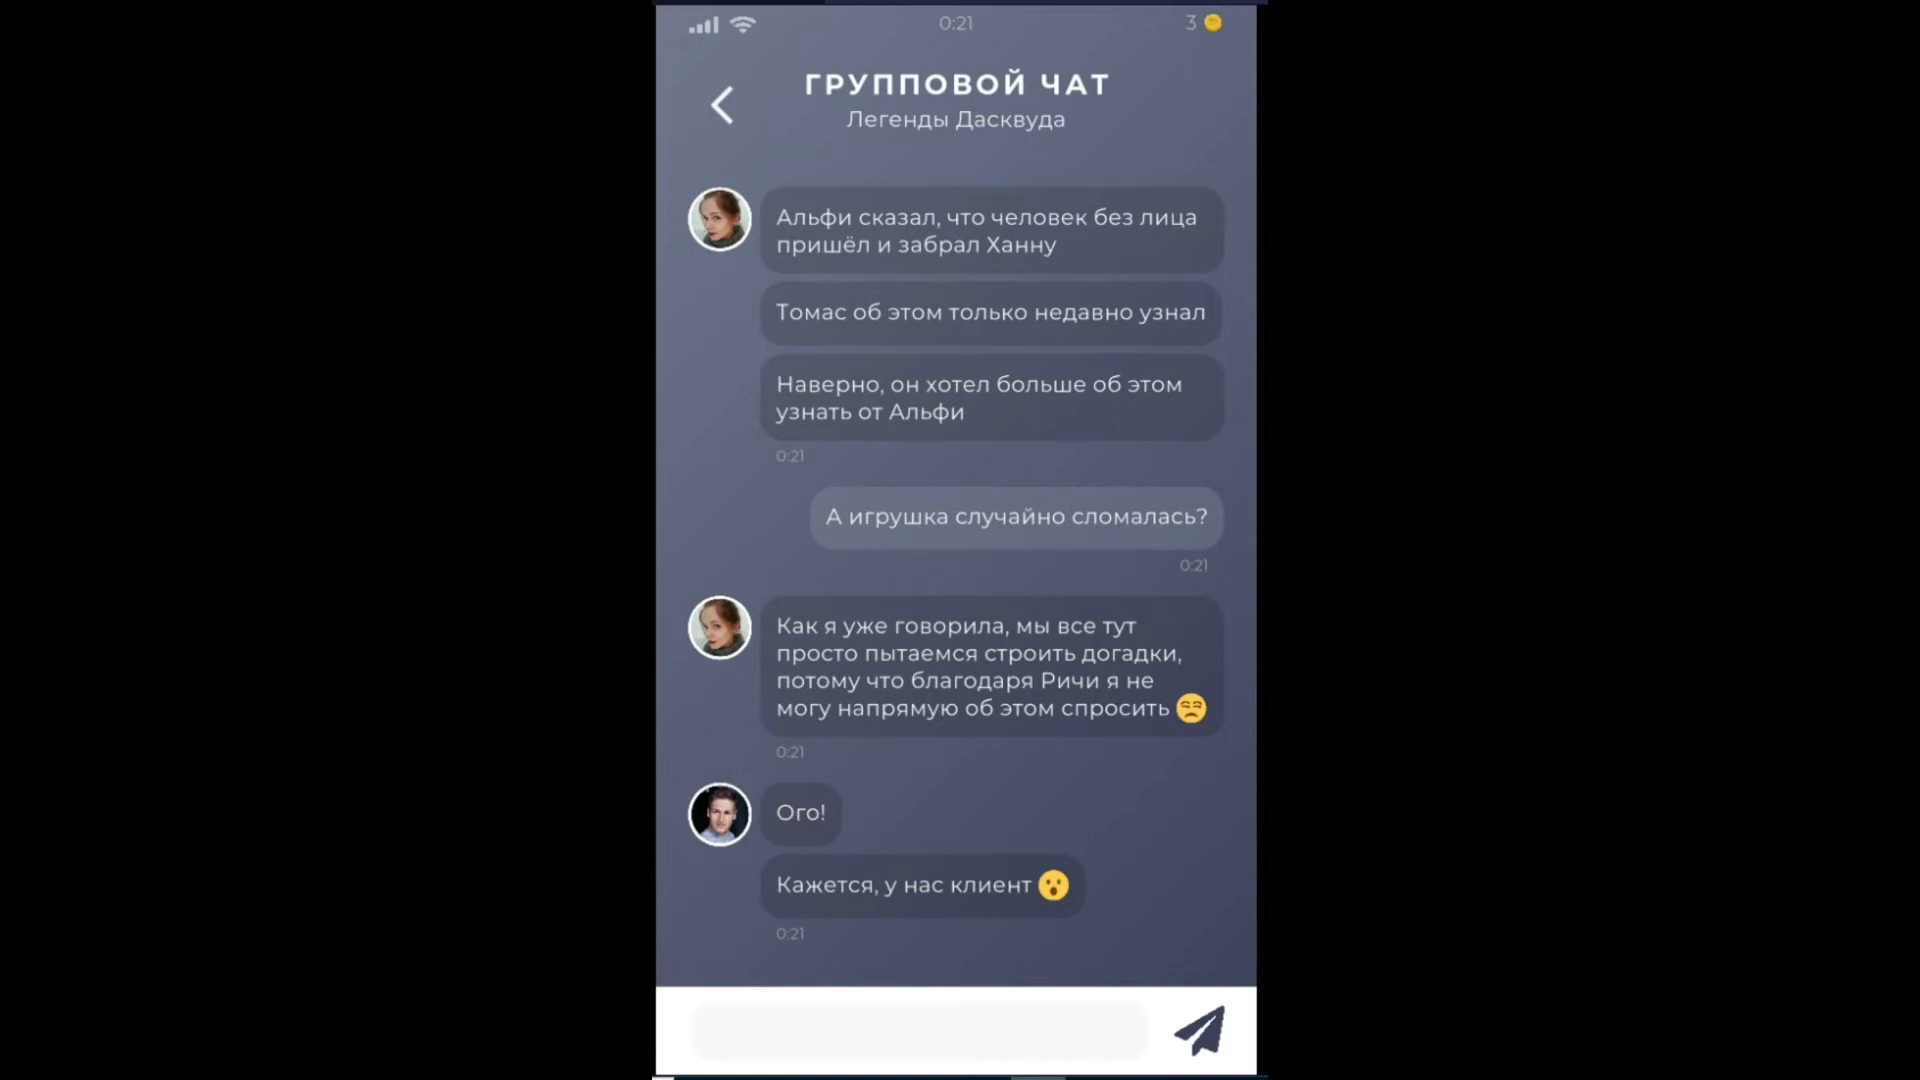 0:21
3
ГРУППОВОЙ ЧАТ
Легенды Дасквуда
Альфи сказал, что человек без лица
пришёл и забрал Ханну
Томас об этом только недавно узнал
Наверно, он хотел больше об этом
узнать от Альфи
0:21
А игрушка случайно сломалась?
0:21
Как я уже говорила, мы все тут
просто пытаемся строить догадки,
потому что благодаря Ричи я не
могу напрямую об этом спросить
0:21
Ого!
Кажется, у нас клиент
0:21